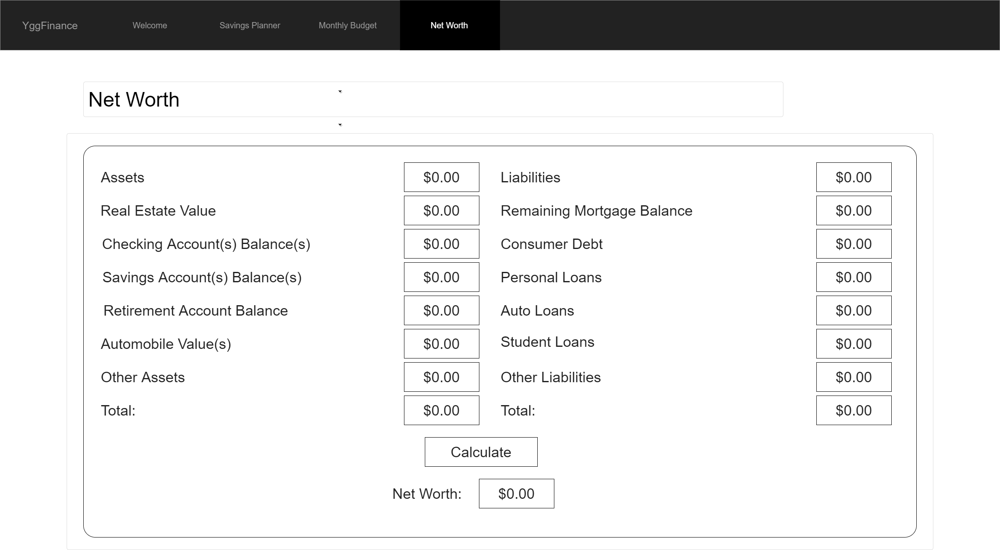 YggFinance Welcome Savings Planner Monthly Budget Net Worth
Net Worth
Assets $0.00 Liabilities $0.00
Real Estate Value $0.00 Remaining Mortgage Balance $0.00
Checking Account(s) Balance(s) $0.00 Consumer Debt $0.00
Savings Account(s) Balance(s) $0.00 Personal Loans $0.00
Retirement Account Balance $0.00 Auto Loans $0.00
Automobile Value(s) $0.00 Student Loans $0.00
Other Assets $0.00 Other Liabilities $0.00
Total: $0.00 Total: $0.00
Calculate
Net Worth: $0.00